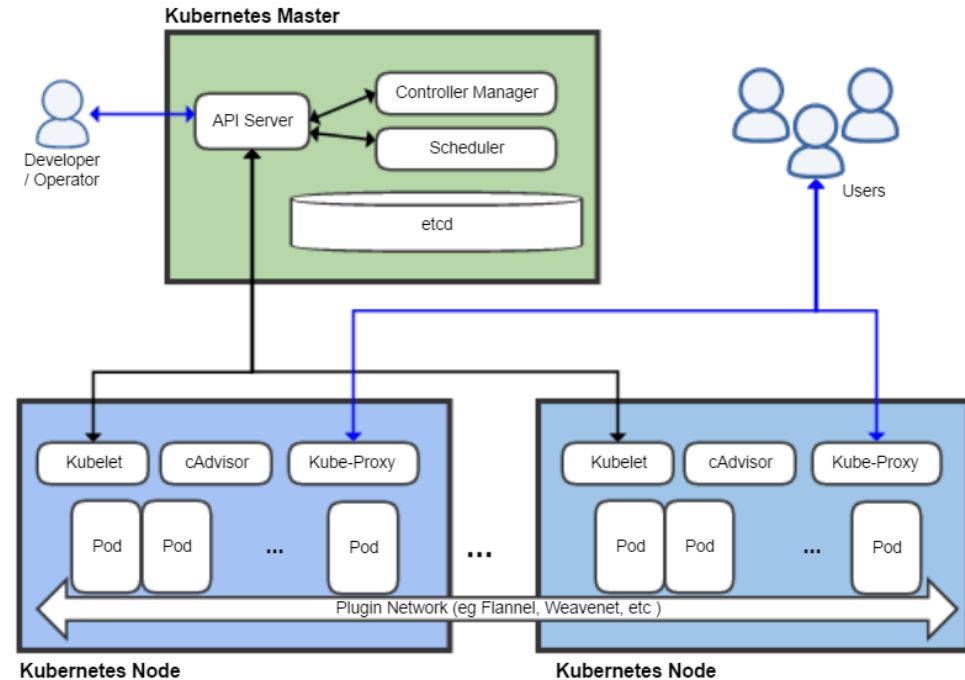 Kubernetes Master
Controller Manager
API Server
Scheduler
Developer
/ Operator
Users
etcd
Kubelet
cAdvisor
Kube-Proxy
Kubelet
cAdvisor
Kube-Proxy
Pod
Pod
...
Pod
...
Pod
Pod
...
Pod
Plugin Network (eg Flannel, Weavenet, etc )
Kubernetes Node
Kubernetes Node